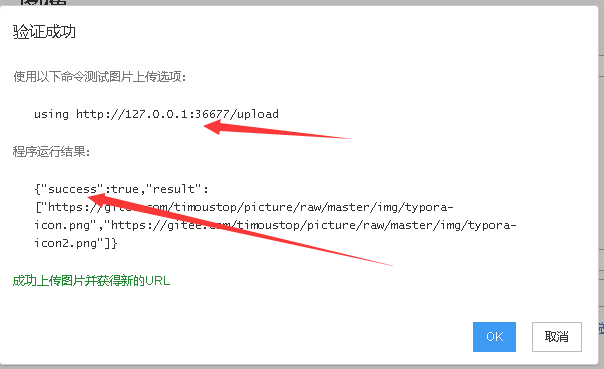 验证成功
使用以下命令测试图片上传选项:
using http://127.0.0.1:36677/upload
程序运行结果:
{"success":true,"result":
["https://gitee.com/timoustop/picture/raw/master/img/typora-
icon.png","https://gitee.com/timoustop/picture/raw/master/img/typora-
icon2.png"]}
成功上传图片并获得新的URL
OK
取消